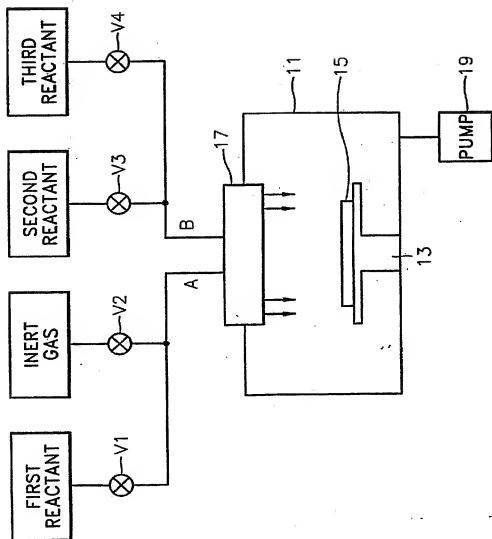 FIRST
REACTANT
INERT
GAS
SECOND
REACTANT
THIRD
REACTANT
V1
V2
V3
V4
A
B
17
11
15
13
PUMP
19